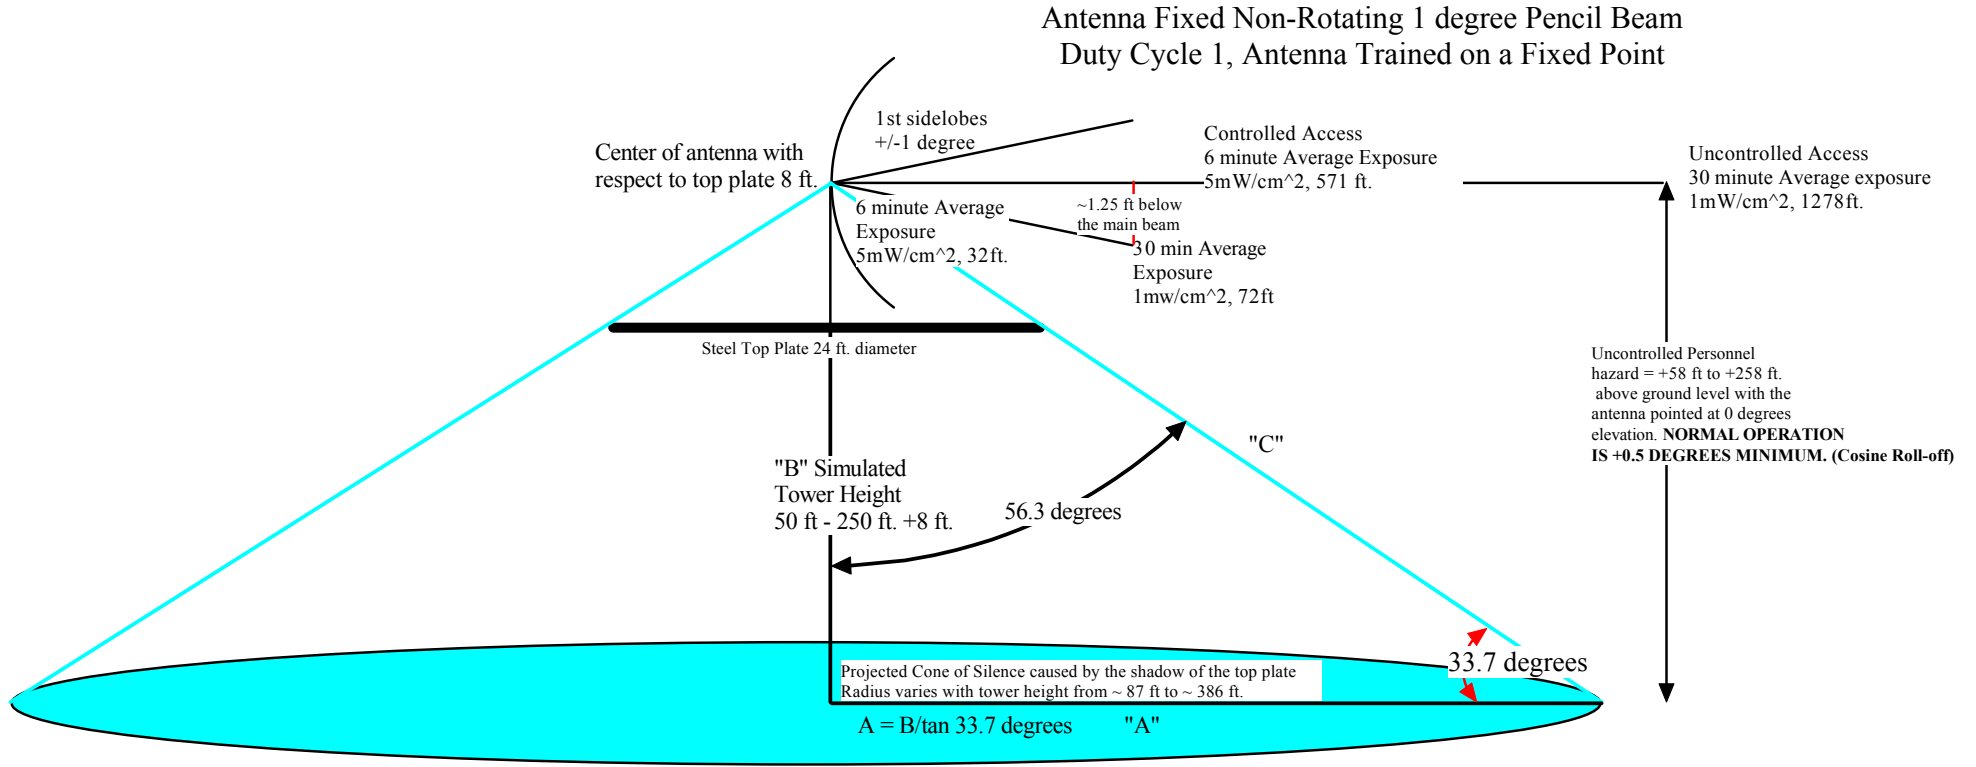 Antenna Fixed Non-Rotating 1 degree Pencil Beam
Duty Cycle 1, Antenna Trained on a Fixed Point
1st sidelobes
+/-1 degree
Center of antenna with
respect to top plate 8 ft.
Controlled Access
6 minute Average Exposure
5mW/cm^2, 571 ft.
Uncontrolled Access
30 minute Average exposure
1mW/cm^2, 1278ft.
6 minute Average
Exposure
5mW/cm^2, 32ft.
~1.25 ft below
the main beam
30 min Average
Exposure
1mw/cm^2, 72ft
Steel Top Plate 24 ft. diameter
Uncontrolled Personnel
hazard = +58 ft to +258 ft.
above ground level with the
antenna pointed at 0 degrees
elevation. NORMAL OPERATION
IS +0.5 DEGREES MINIMUM. (Cosine Roll-off)
"C"
"B" Simulated
Tower Height
50 ft - 250 ft. +8 ft.
56.3 degrees
33.7 degrees
Projected Cone of Silence caused by the shadow of the top plate
Radius varies with tower height from ~ 87 ft to ~ 386 ft.
A = B/tan 33.7 degrees
"A"